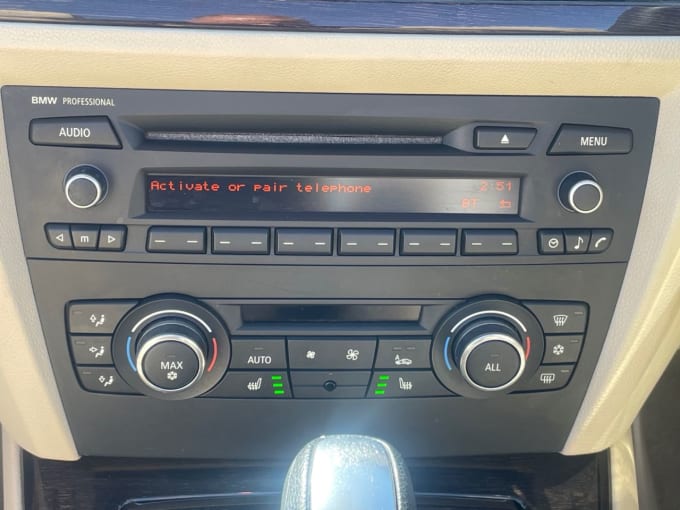 BMW PROFESSIONAL
AUDIO
MENU
Activate or pair telephone 2:51
BT
m
AUTO
MAX
ALL